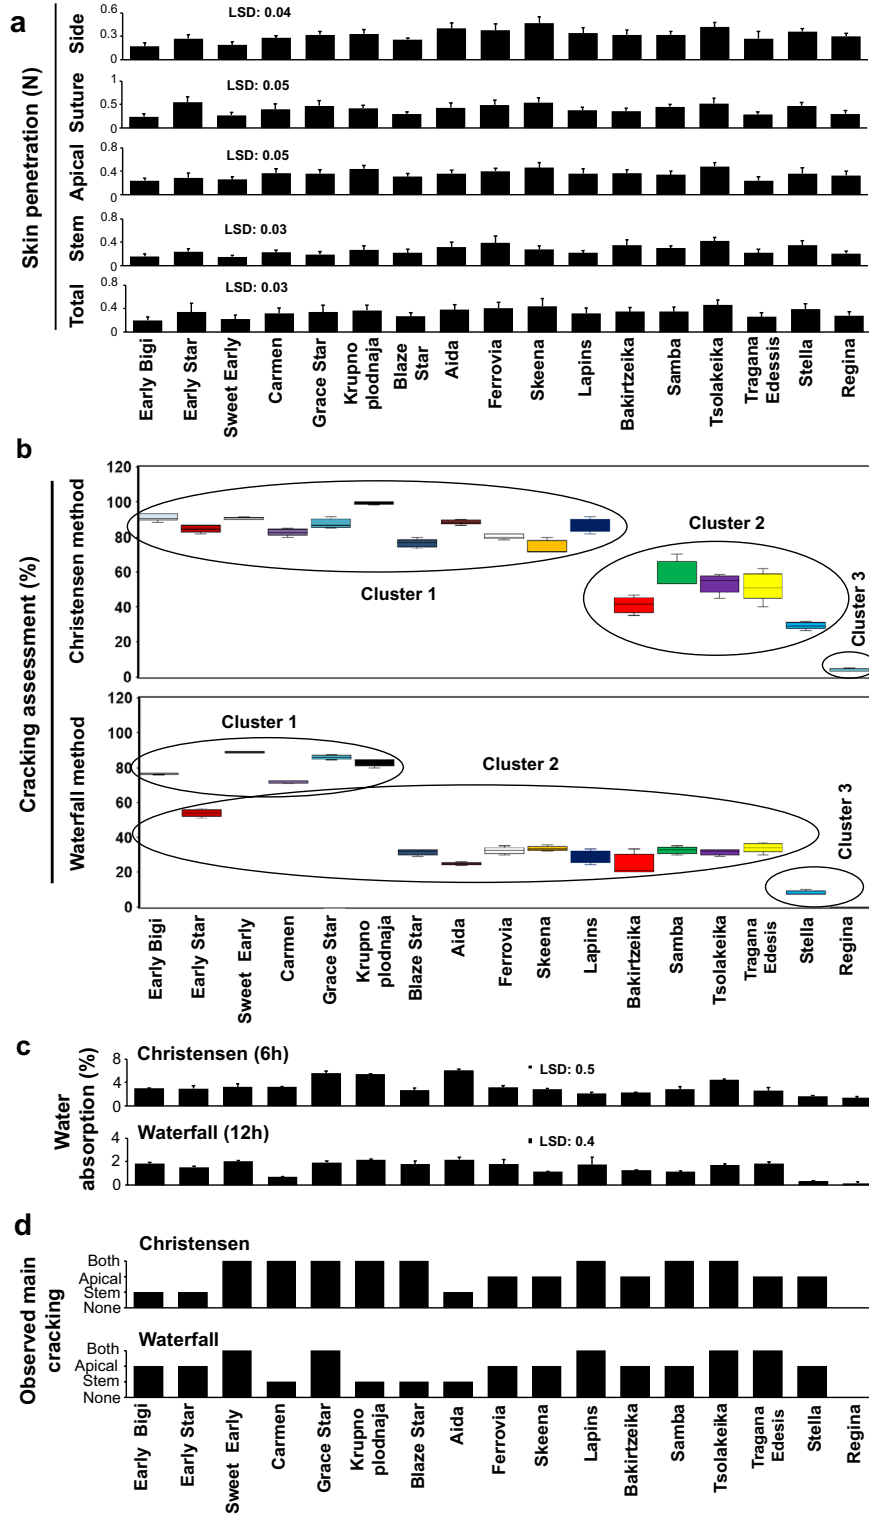 a
Skin penetration (N)
Side
0.6
0.3
0
LSD: 0.04
Suture
1
0.5
0
LSD: 0.05
Apical
0.8
0.4
0
LSD: 0.05
Stem
0.8
0.4
0
LSD: 0.03
Total
0.8
0.4
0
LSD: 0.03
Early Bigi
Early Star
Sweet Early
Carmen
Grace Star
Krupno
plodnaja
Blaze
Star
Aida
Ferrovia
Skeena
Lapins
Bakirtzeika
Samba
Tsolakeika
Tragana
Edessis
Stella
Regina
b
Cracking assessment (%)
Christensen method
120
100
80
60
40
20
0
Cluster 1
Cluster 2
Cluster 3
Waterfall method
120
100
80
60
40
20
0
Cluster 1
Cluster 2
Cluster 3
Early Bigi
Early Star
Sweet Early
Carmen
Grace Star
Krupno
plodnaja
Blaze Star
Aida
Ferrovia
Skeena
Lapins
Bakirtzeika
Samba
Tsolakeika
Tragana
Edesis
Stella
Regina
c
Water
absorption (%)
Christensen (6h)
8
4
0
LSD: 0.5
Waterfall (12h)
4
2
0
LSD: 0.4
d
Observed main
cracking
Christensen
Both
Apical
Stem
None
Waterfall
Both
Apical
Stem
None
Early Bigi
Early Star
Sweet Early
Carmen
Grace Star
Krupno
plodnaja
Blaze Star
Aida
Ferrovia
Skeena
Lapins
Bakirtzeika
Samba
Tsolakeika
Tragana
Edesis
Stella
Regina